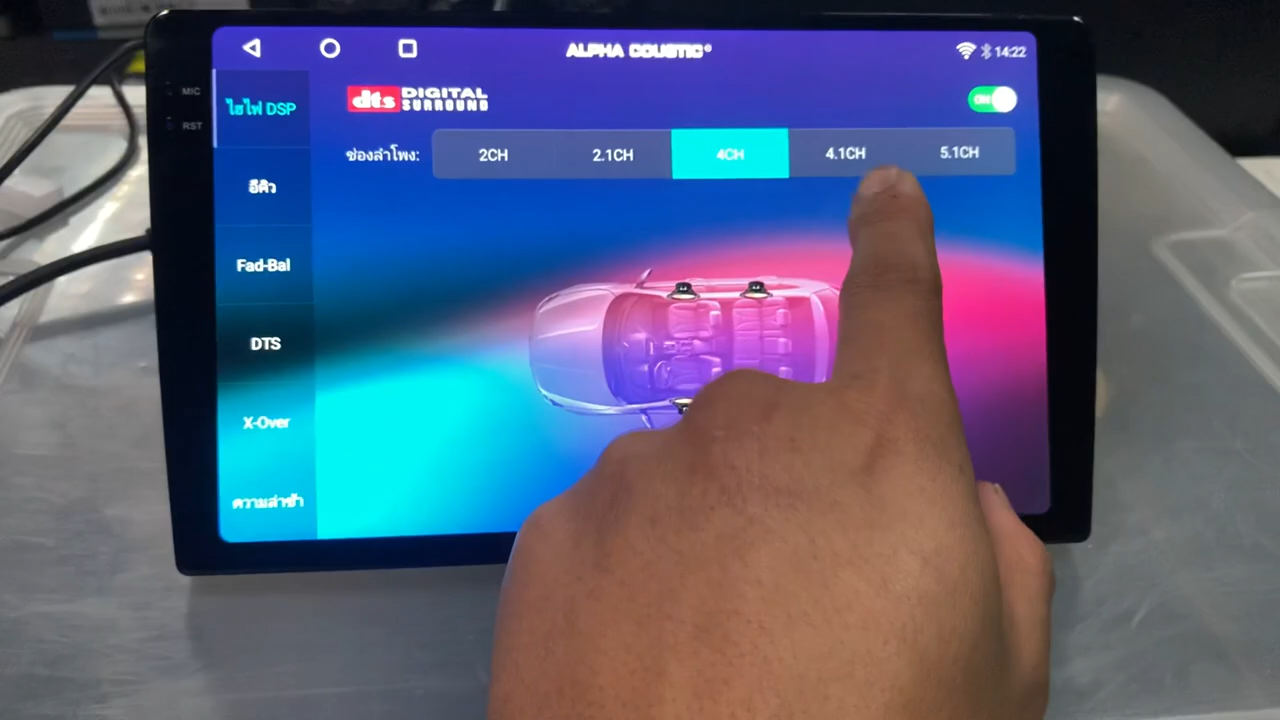 ALPHA COUSTIC®
14:22
MIC
RST
ไฮไฟ DSP
dts DIGITAL SURROUND
ON
ช่องลำโพง:
2CH
2.1CH
4CH
4.1CH
5.1CH
อีคิว
Fad-Bal
DTS
X-Over
ความล่าช้า